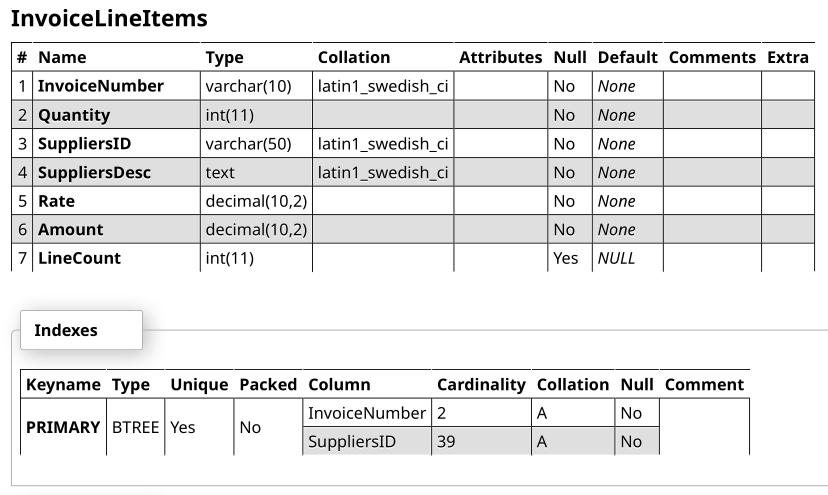 InvoiceLineItems
# Name Type Collation Attributes Null Default Comments Extra
1 InvoiceNumber varchar(10) latin1_swedish_ci No None
2 Quantity int(11) No None
3 SuppliersID varchar(50) latin1_swedish_ci No None
4 SuppliersDesc text latin1_swedish_ci No None
5 Rate decimal(10,2) No None
6 Amount decimal(10,2) No None
7 LineCount int(11) Yes NULL
Indexes
Keyname Type Unique Packed Column Cardinality Collation Null Comment
PRIMARY BTREE Yes No InvoiceNumber 2 A No
SuppliersID 39 A No